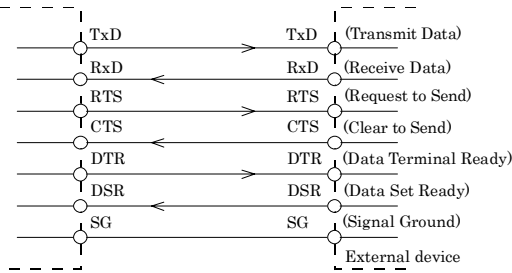 TxD TxD (Transmit Data)
RxD RxD (Receive Data)
RTS RTS (Request to Send)
CTS CTS (Clear to Send)
DTR DTR (Data Terminal Ready)
DSR DSR (Data Set Ready)
SG SG (Signal Ground)
External device